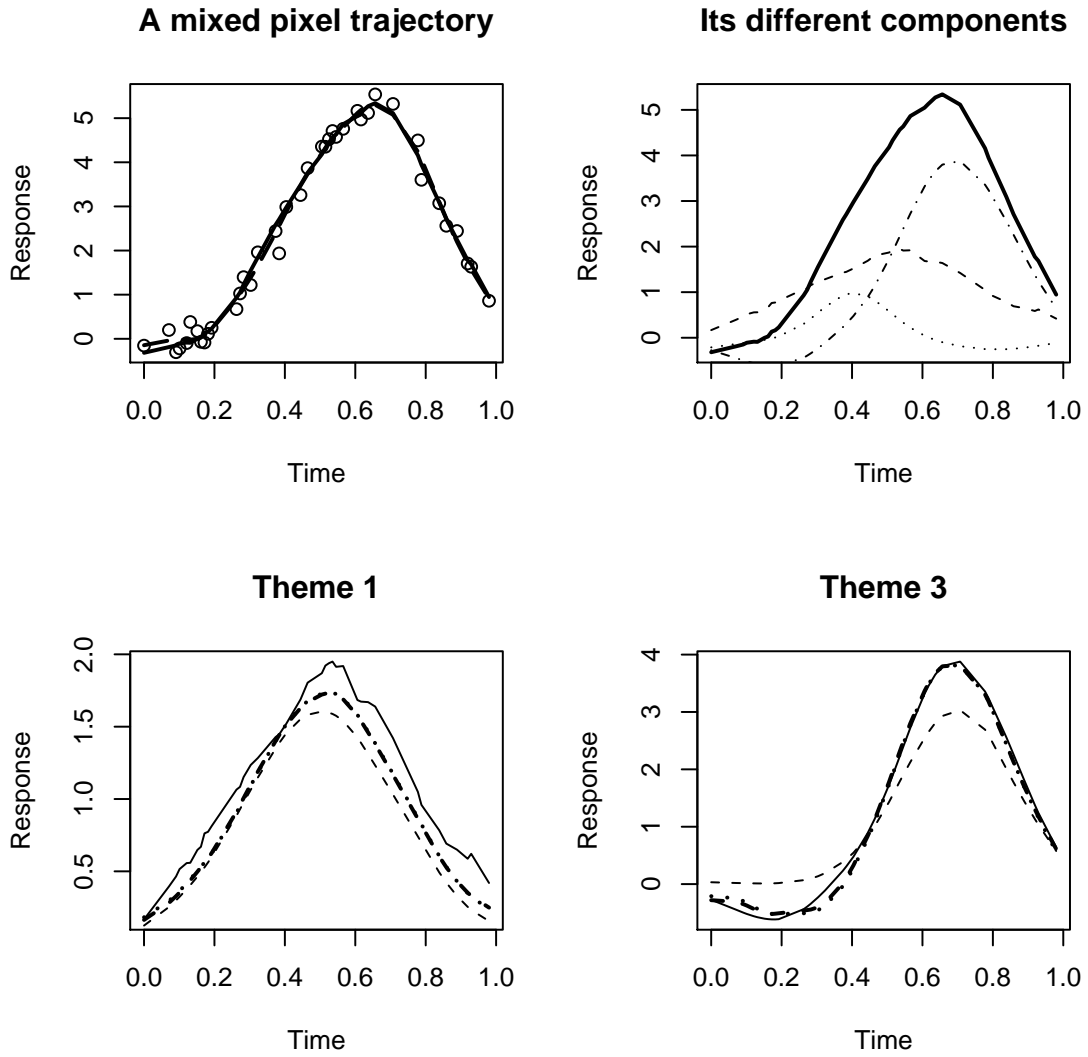 A mixed pixel trajectory
Response
0 1 2 3 4 5
0.0 0.2 0.4 0.6 0.8 1.0
Time
Its different components
Response
0 1 2 3 4 5
0.0 0.2 0.4 0.6 0.8 1.0
Time
Theme 1
Response
0.5 1.0 1.5 2.0
0.0 0.2 0.4 0.6 0.8 1.0
Time
Theme 3
Response
0 1 2 3 4
0.0 0.2 0.4 0.6 0.8 1.0
Time